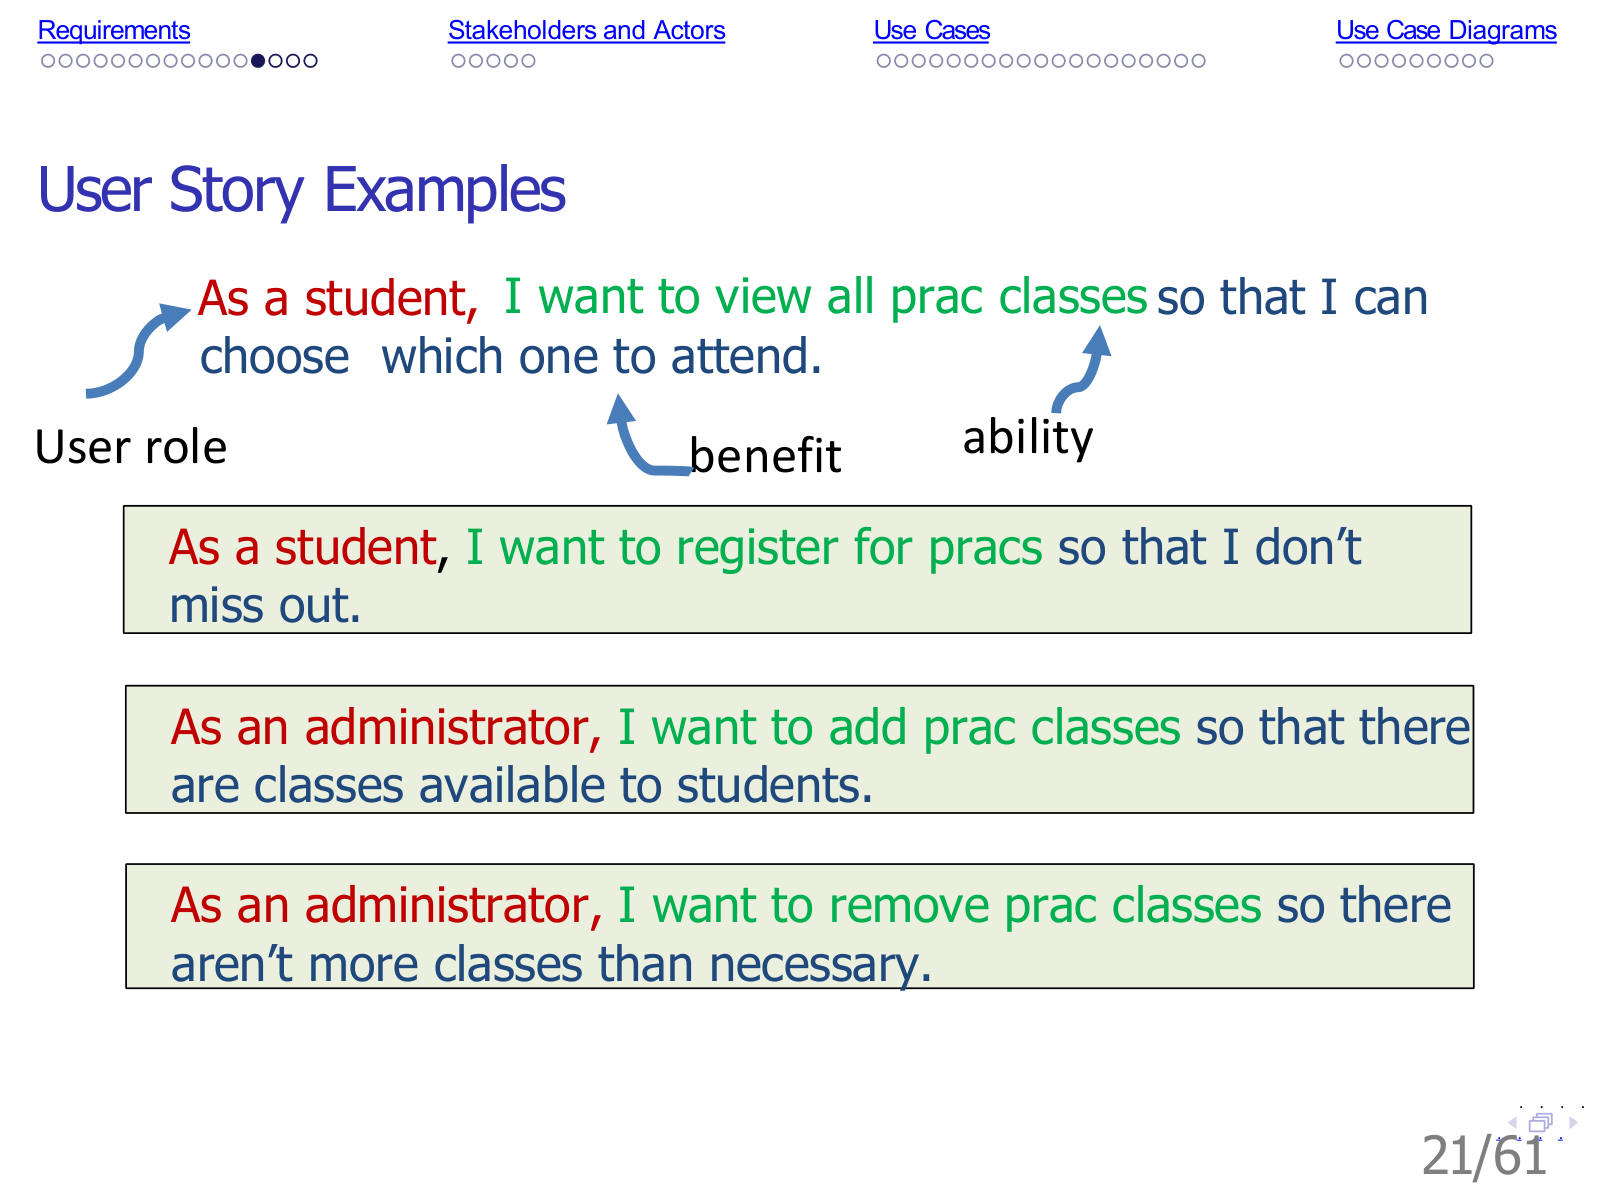 Requirements Stakeholders and Actors Use Cases Use Case Diagrams
User Story Examples
As a student, I want to view all prac classes so that I can
choose which one to attend.
User role
benefit
ability
As a student, I want to register for pracs so that I don’t
miss out.
As an administrator, I want to add prac classes so that there
are classes available to students.
As an administrator, I want to remove prac classes so there
aren’t more classes than necessary.
21/61